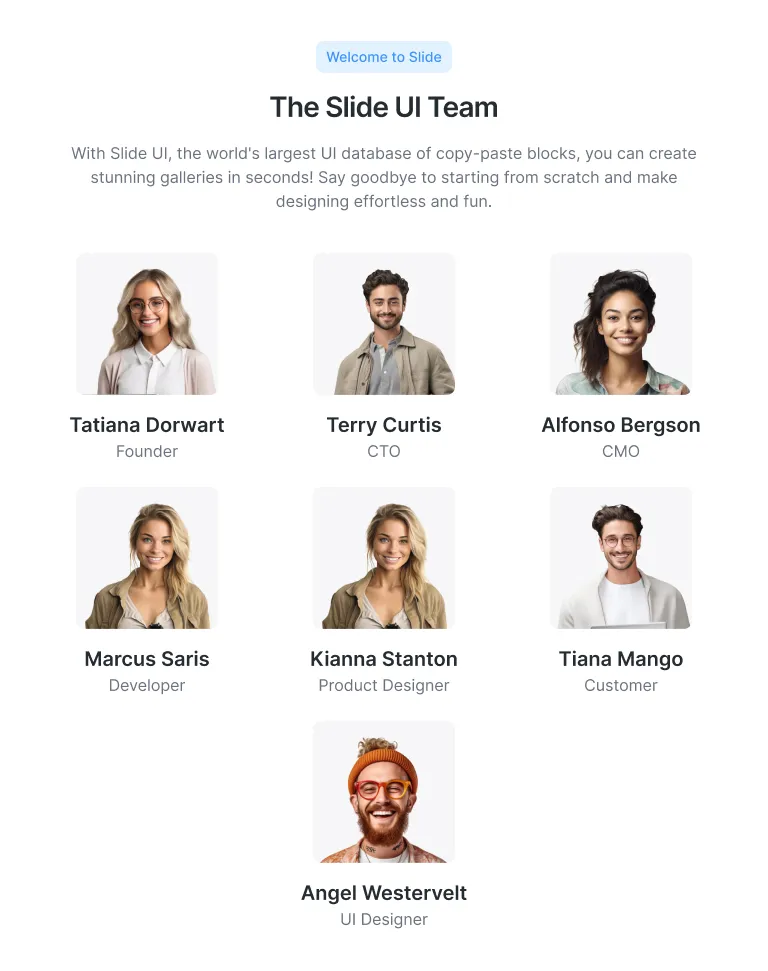 Welcome to Slide
The Slide UI Team
With Slide UI, the world's largest UI database of copy-paste blocks, you can create
stunning galleries in seconds! Say goodbye to starting from scratch and make
designing effortless and fun.
Tatiana Dorwart
Founder
Terry Curtis
CTO
Alfonso Bergson
CMO
Marcus Saris
Developer
Kianna Stanton
Product Designer
Tiana Mango
Customer
Angel Westervelt
UI Designer